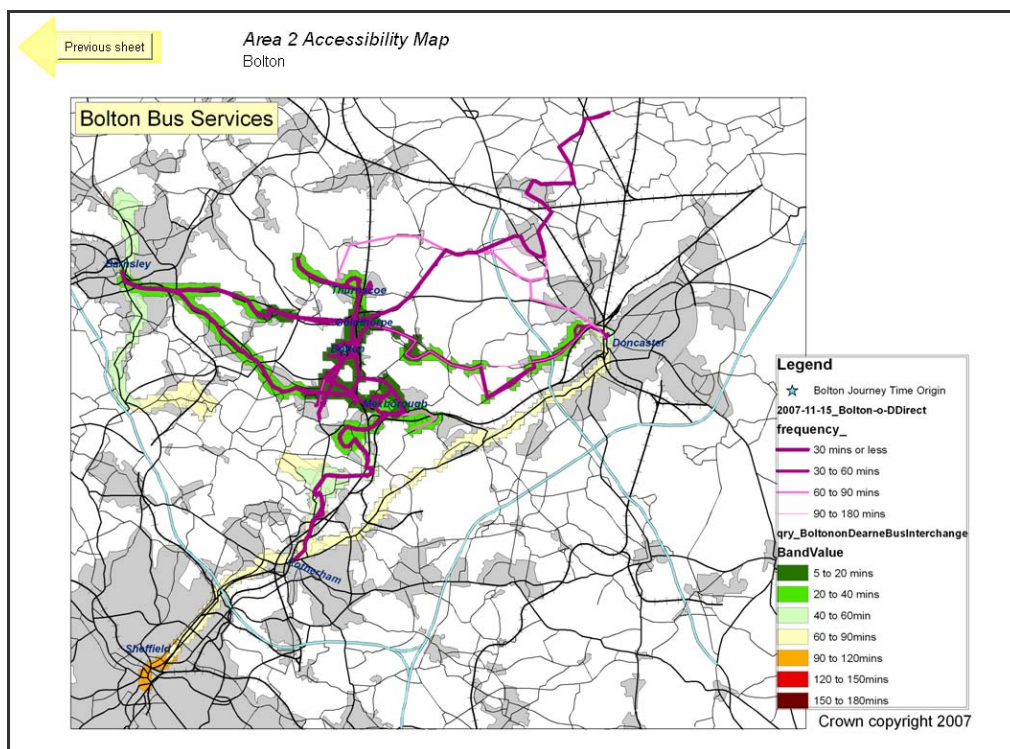 Previous sheet
Area 2 Accessibility Map
Bolton
Bolton Bus Services
Barnsley
Thurnscoe
Goldthorpe
Bolton
Doncaster
Mexborough
Rotherham
Sheffield
Legend
Bolton Journey Time Origin
2007-11-15_Bolton-o-DDirect
frequency_
30 mins or less
30 to 60 mins
60 to 90 mins
90 to 180 mins
qry_BoltononDearneBusInterchange
BandValue
5 to 20 mins
20 to 40 mins
40 to 60min
60 to 90mins
90 to 120mins
120 to 150mins
150 to 180mins
Crown copyright 2007